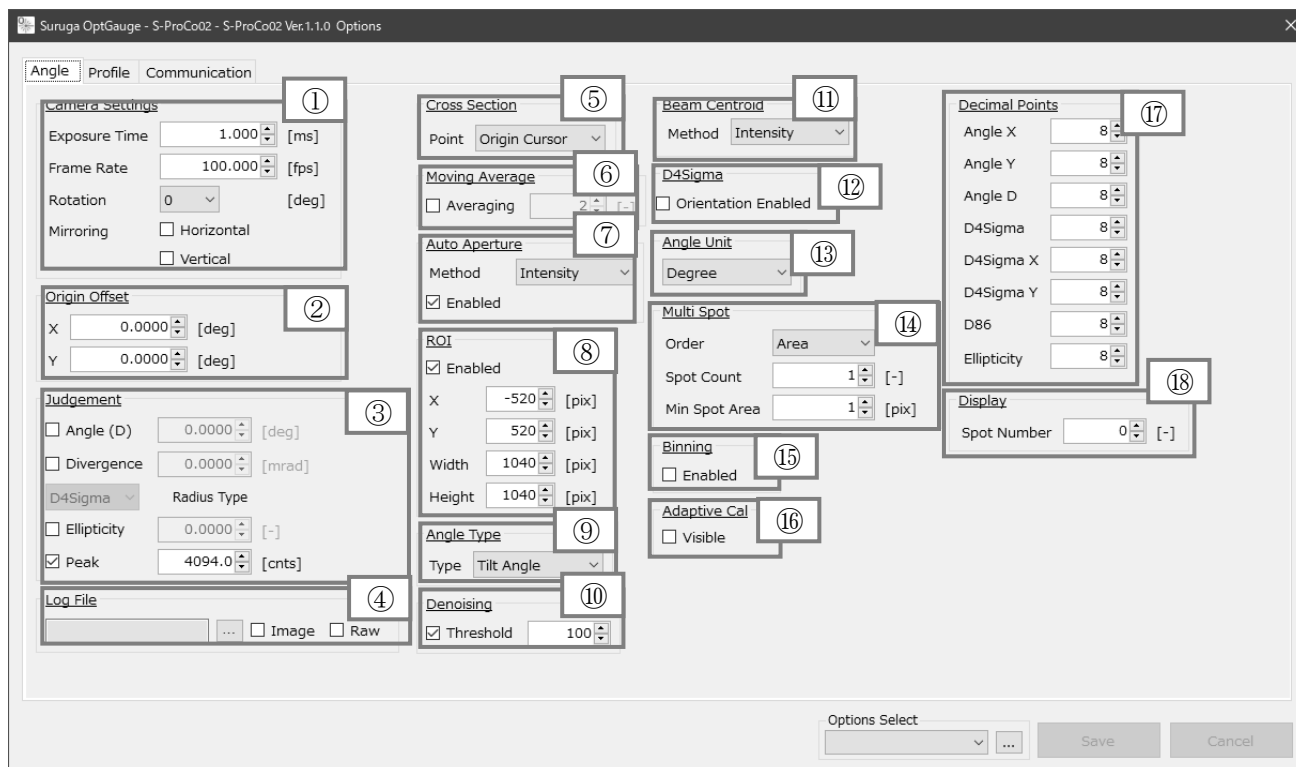 Suruga OptGauge - S-ProCo02 - S-ProCo02 Ver.1.1.0 Options
Angle Profile Communication
Camera Settings ①
Exposure Time 1.000 [ms]
Frame Rate 100.000 [fps]
Rotation 0 [deg]
Mirroring Horizontal
Vertical
Origin Offset ②
X 0.0000 [deg]
Y 0.0000 [deg]
Judgement ③
Angle (D) 0.0000 [deg]
Divergence 0.0000 [mrad]
D4Sigma Radius Type
Ellipticity 0.0000 [-]
Peak 4094.0 [cnts]
Log File ④
... Image Raw
Cross Section ⑤
Point Origin Cursor
Moving Average ⑥
Averaging 2 [-]
Auto Aperture ⑦
Method Intensity
Enabled
ROI ⑧
Enabled
X -520 [pix]
Y 520 [pix]
Width 1040 [pix]
Height 1040 [pix]
Angle Type ⑨
Type Tilt Angle
Denoising ⑩
Threshold 100
Beam Centroid ⑪
Method Intensity
D4Sigma ⑫
Orientation Enabled
Angle Unit ⑬
Degree
Multi Spot ⑭
Order Area
Spot Count 1 [-]
Min Spot Area 1 [pix]
Binning ⑮
Enabled
Adaptive Cal ⑯
Visible
Decimal Points ⑰
Angle X 8
Angle Y 8
Angle D 8
D4Sigma 8
D4Sigma X 8
D4Sigma Y 8
D86 8
Ellipticity 8
Display ⑱
Spot Number 0 [-]
Options Select
... Save Cancel